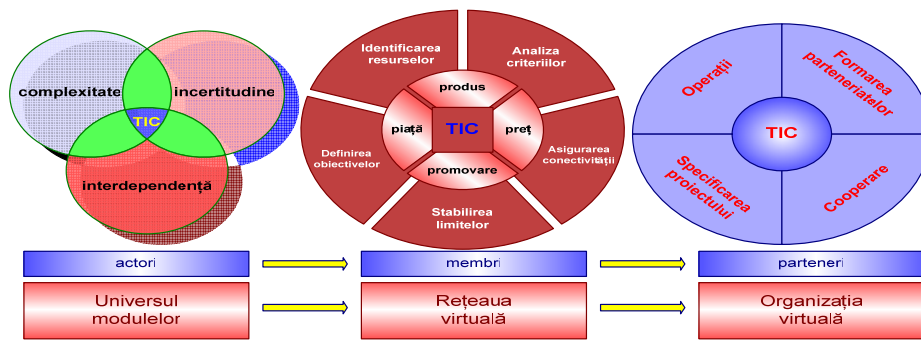 complexitate
incertitudine
TIC
interdependență
Identificarea
resurselor
Analiza
criteriilor
produs
piață
TIC
preț
Definirea
obiectivelor
Asigurarea
conectivității
promovare
Stabilirea
limitelor
Operații
Formarea
parteneriatelor
TIC
Specificarea
proiectului
Cooperare
actori
membri
parteneri
Universul
modulelor
Rețeaua
virtuală
Organizația
virtuală